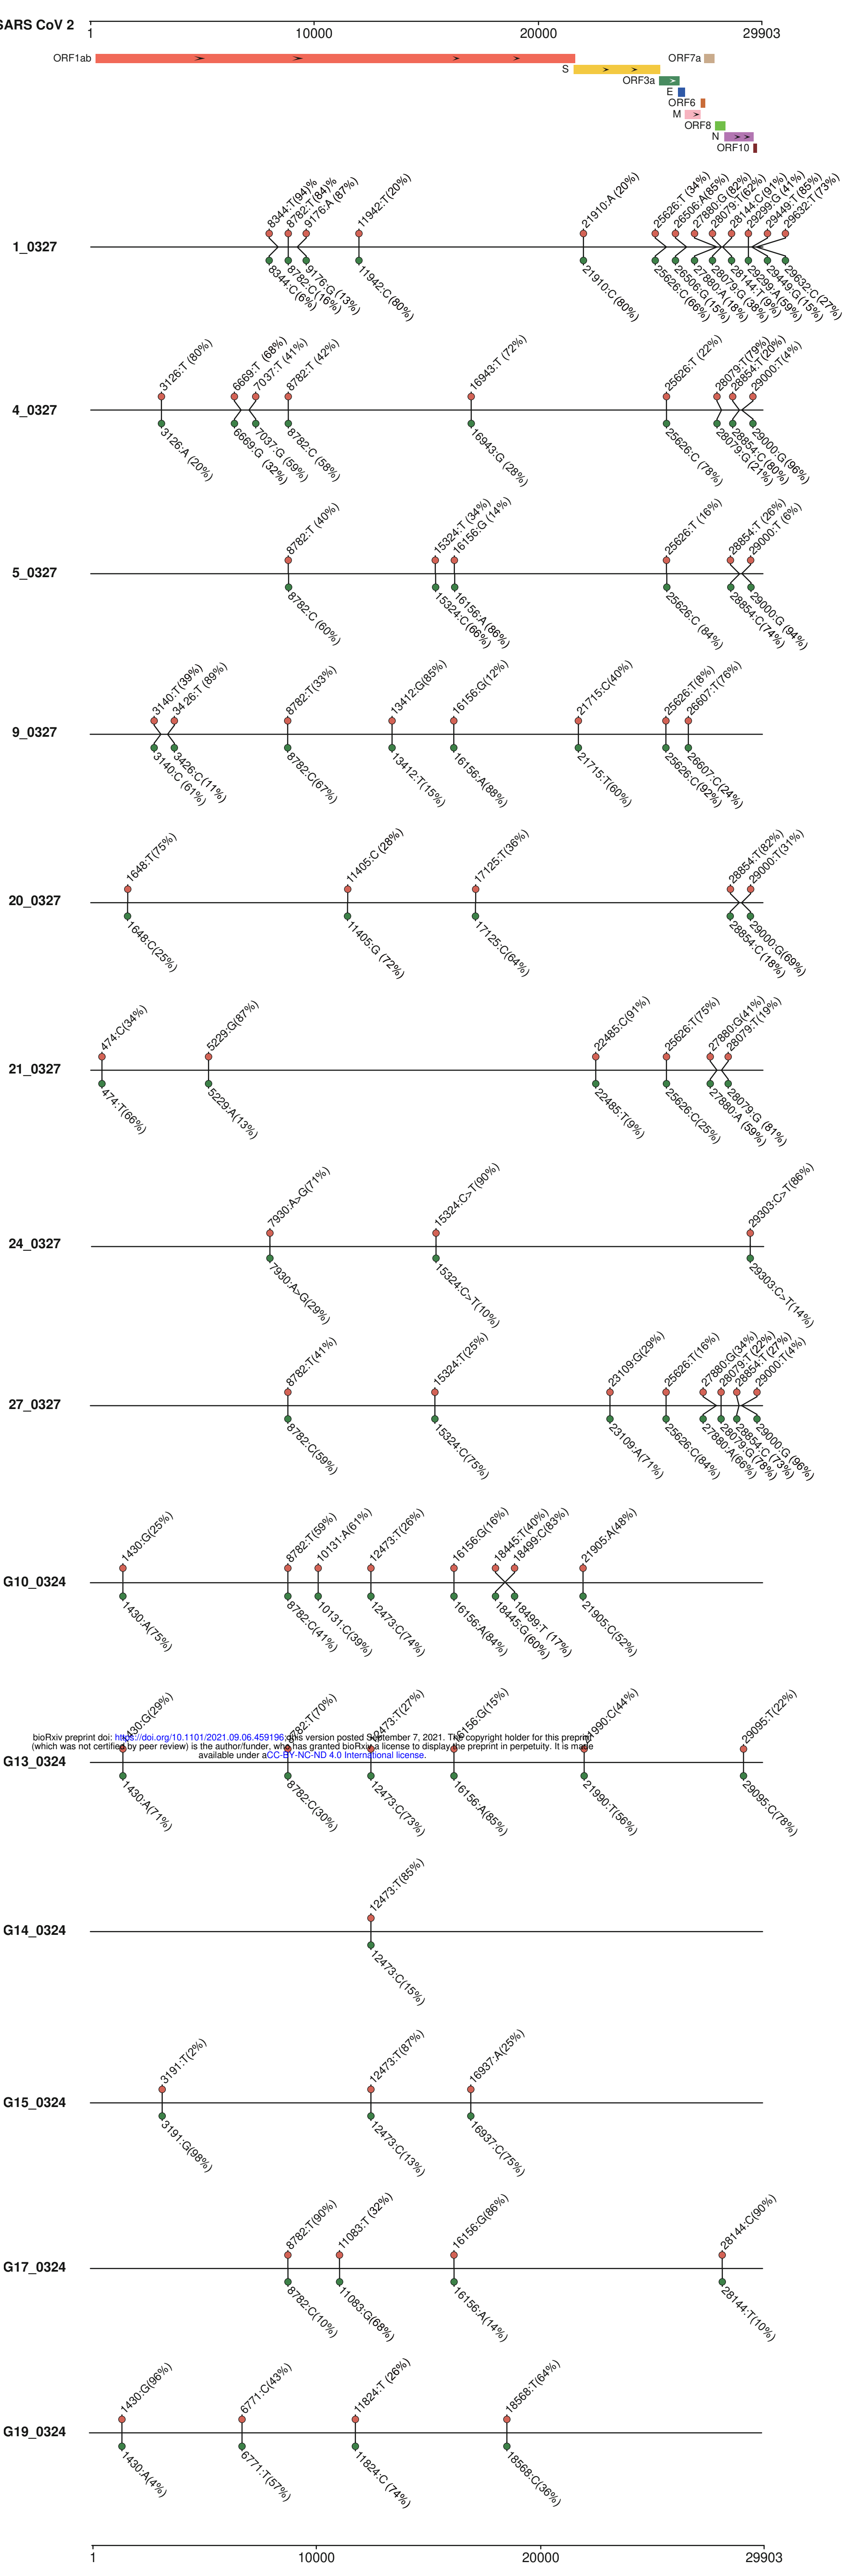 SARS CoV 2
1 10000 20000 29903
ORF1ab
ORF7a
S
ORF3a
E
ORF6
M
ORF8
N
ORF10
8344:T(94)% 8782:T(84)% 9176:A (87%) 11942:T(20%) 21910:A (20%) 25626:T (34%) 26506:A(85%) 27880:G (82%) 28079:T(62%) 28144:C (91%) 29299:G (41%) 29449:T (85%) 29632:T(73%)
1_0327
8344:C(6%) 8782:C(16%) 9176:G (13%) 11942:C(80%) 21910:C (80%) 25626:C (66%) 26506:G(15%) 27880:A (18%) 28079:G(38%) 28144:T(9%) 29299:A(59%) 29449:G(15%) 29632:C(27%)
3126:T (80%) 6669:T (68%) 7037:T (41%) 8782:T (42%) 16943:T (72%) 25626:T (22%) 28079:T(79%) 28854:T(20%) 29000:T(4%)
4_0327
3126:A (20%) 6669:G (32%) 7037:G (59%) 8782:C (58%) 16943:G (28%) 25626:C (78%) 28079:G(21%) 28854:C(80%) 29000:G(96%)
8782:T (40%) 15324:T (34%) 16156:G (14%) 25626:T (16%) 28854:T (26%) 29000:T (6%)
5_0327
8782:C (60%) 15324:C(66%) 16156:A(86%) 25626:C (84%) 28854:C(74%) 29000:G (94%)
3140:T(39%) 3426:T (89%) 8782:T(33%) 13412:G(85%) 16156:G(12%) 21715:C(40%) 25626:T(8%) 26607:T(76%)
9_0327
3140:C (61%) 3426:C(11%) 8782:C(67%) 13412:T(15%) 16156:A(88%) 21715:T(60%) 25626:C(92%) 26607:C(24%)
1648:T(75%) 11405:C (28%) 17125:T(36%) 28854:T(82%) 29000:T(31%)
20_0327
1648:C(25%) 11405:G (72%) 17125:C(64%) 28854:C(18%) 29000:G(69%)
474:C(34%) 5229:G(87%) 22485:C(91%) 25626:T(75%) 27880:G(41%) 28079:T(19%)
21_0327
474:T(66%) 5229:A(13%) 22485:T(9%) 25626:C(25%) 27880:A (59%) 28079:G (81%)
7930:A>G(71%) 15324:C>T(90%) 29303:C>T(86%)
24_0327
7930:A>G(29%) 15324:C>T(10%) 29303:C>T(14%)
8782:T(41%) 15324:T(25%) 23109:G(29%) 25626:T(16%) 27880:G(34%) 28079:T (22%) 28854:T (27%) 29000:T(4%)
27_0327
8782:C(59%) 15324:C(75%) 23109:A(71%) 25626:C(84%) 27880:A(66%) 28079:G(78%) 28854:C (73%) 29000:G (96%)
1430:G(25%) 8782:T(59%) 10131:A(61%) 12473:T(26%) 16156:G(16%) 18445:T(40%) 18499:C(83%) 21905:A(48%)
G10_0324
1430:A(75%) 8782:C(41%) 10131:C(39%) 12473:C(74%) 16156:A(84%) 18445:G(60%) 18499:T (17%) 21905:C(52%)
1430:G(29%) 8782:T(70%) 12473:T(27%) 16156:G(15%) 21990:C(44%) 29095:T(22%)
bioRxiv preprint doi: https://doi.org/10.1101/2021.09.06.459196; this version posted September 7, 2021. The copyright holder for this preprint
(which was not certified by peer review) is the author/funder, who has granted bioRxiv a license to display the preprint in perpetuity. It is made
available under aCC-BY-NC-ND 4.0 International license.
G13_0324
1430:A(71%) 8782:C(30%) 12473:C(73%) 16156:A(85%) 21990:T(56%) 29095:C(78%)
12473:T(85%)
G14_0324
12473:C(15%)
3191:T(2%) 12473:T(87%) 16937:A(25%)
G15_0324
3191:G(98%) 12473:C(13%) 16937:C(75%)
8782:T(90%) 11083:T (32%) 16156:G(86%) 28144:C(90%)
G17_0324
8782:C(10%) 11083:G(68%) 16156:A(14%) 28144:T(10%)
1430:G(96%) 6771:C(43%) 11824:T (26%) 18568:T(64%)
G19_0324
1430:A(4%) 6771:T(57%) 11824:C (74%) 18568:C(36%)
1 10000 20000 29903